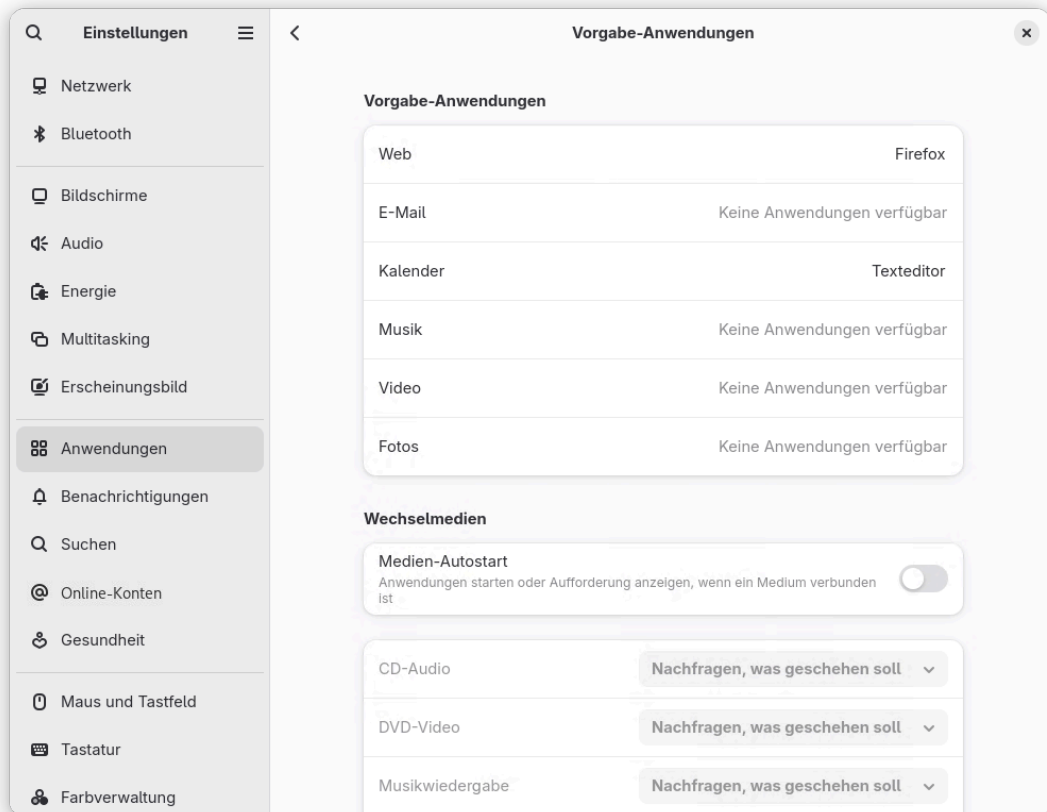 Einstellungen
Netzwerk
Bluetooth
Bildschirme
Audio
Energie
Multitasking
Erscheinungsbild
Anwendungen
Benachrichtigungen
Suchen
Online-Konten
Gesundheit
Maus und Tastfeld
Tastatur
Farbverwaltung
Vorgabe-Anwendungen
Vorgabe-Anwendungen
Web Firefox
E-Mail Keine Anwendungen verfügbar
Kalender Texteditor
Musik Keine Anwendungen verfügbar
Video Keine Anwendungen verfügbar
Fotos Keine Anwendungen verfügbar
Wechselmedien
Medien-Autostart
Anwendungen starten oder Aufforderung anzeigen, wenn ein Medium verbunden
ist
CD-Audio Nachfragen, was geschehen soll
DVD-Video Nachfragen, was geschehen soll
Musikwiedergabe Nachfragen, was geschehen soll